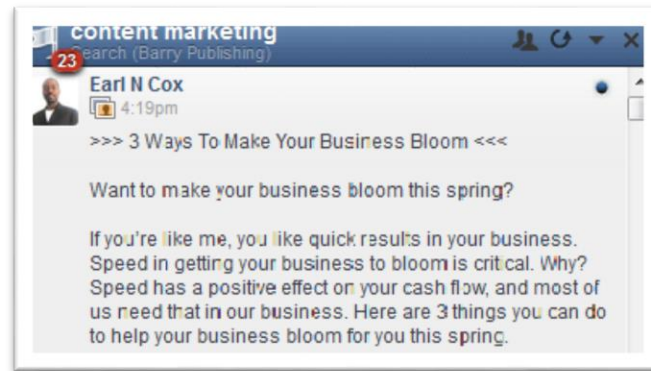 content marketing
Search (Barry Publishing)
23
Earl N Cox
4:19pm
>>> 3 Ways To Make Your Business Bloom <<<
Want to make your business bloom this spring?
If you're like me, you like quick results in your business.
Speed in getting your business to bloom is critical. Why?
Speed has a positive effect on your cash flow, and most of
us need that in our business. Here are 3 things you can do
to help your business bloom for you this spring.